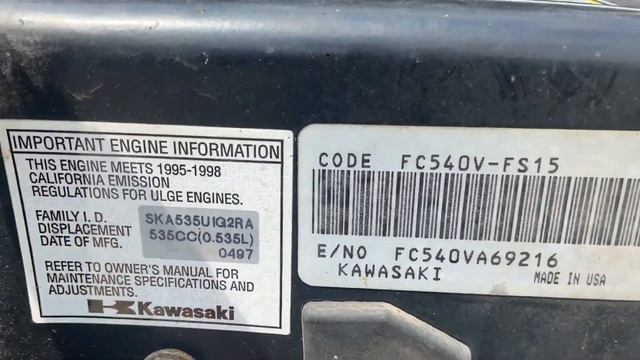 IMPORTANT ENGINE INFORMATION
THIS ENGINE MEETS 1995-1998
CALIFORNIA EMISSION
REGULATIONS FOR ULGE ENGINES.
FAMILY I. D. SKA535U1G2RA
DISPLACEMENT 535CC(0.535L)
DATE OF MFG. 0497
REFER TO OWNER'S MANUAL FOR
MAINTENANCE SPECIFICATIONS
AND ADJUSTMENTS.
Kawasaki
CODE FC540V-FS15
E/NO FC540VA69216
KAWASAKI MADE IN USA